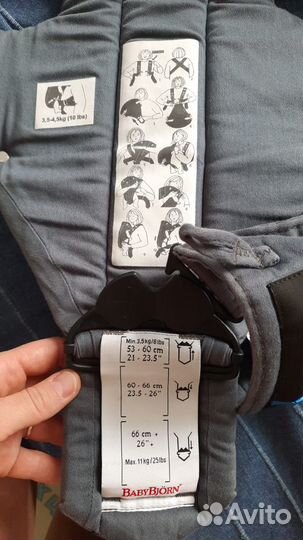 3,5-4,5kg (10 lbs)
Min. 3,5kg/8lbs
53 - 60 cm
21 - 23.5"
60 - 66 cm
23.5 - 26"
66 cm +
26" +
Max. 11kg/25lbs
BABYBJÖRN
Avito